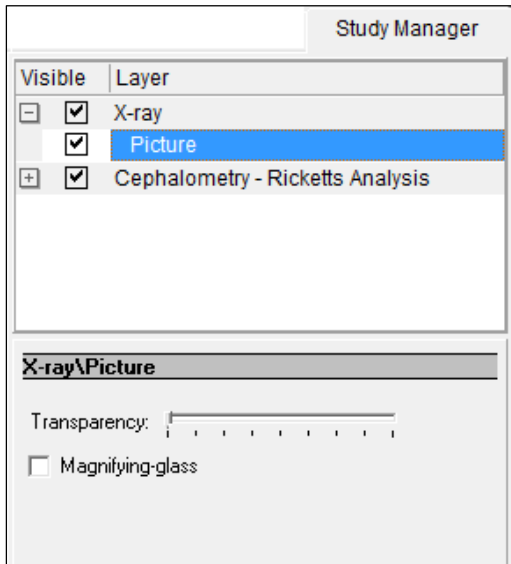 Study Manager
Visible Layer
X-ray
Picture
Cephalometry - Ricketts Analysis
X-ray\Picture
Transparency:
Magnifying-glass